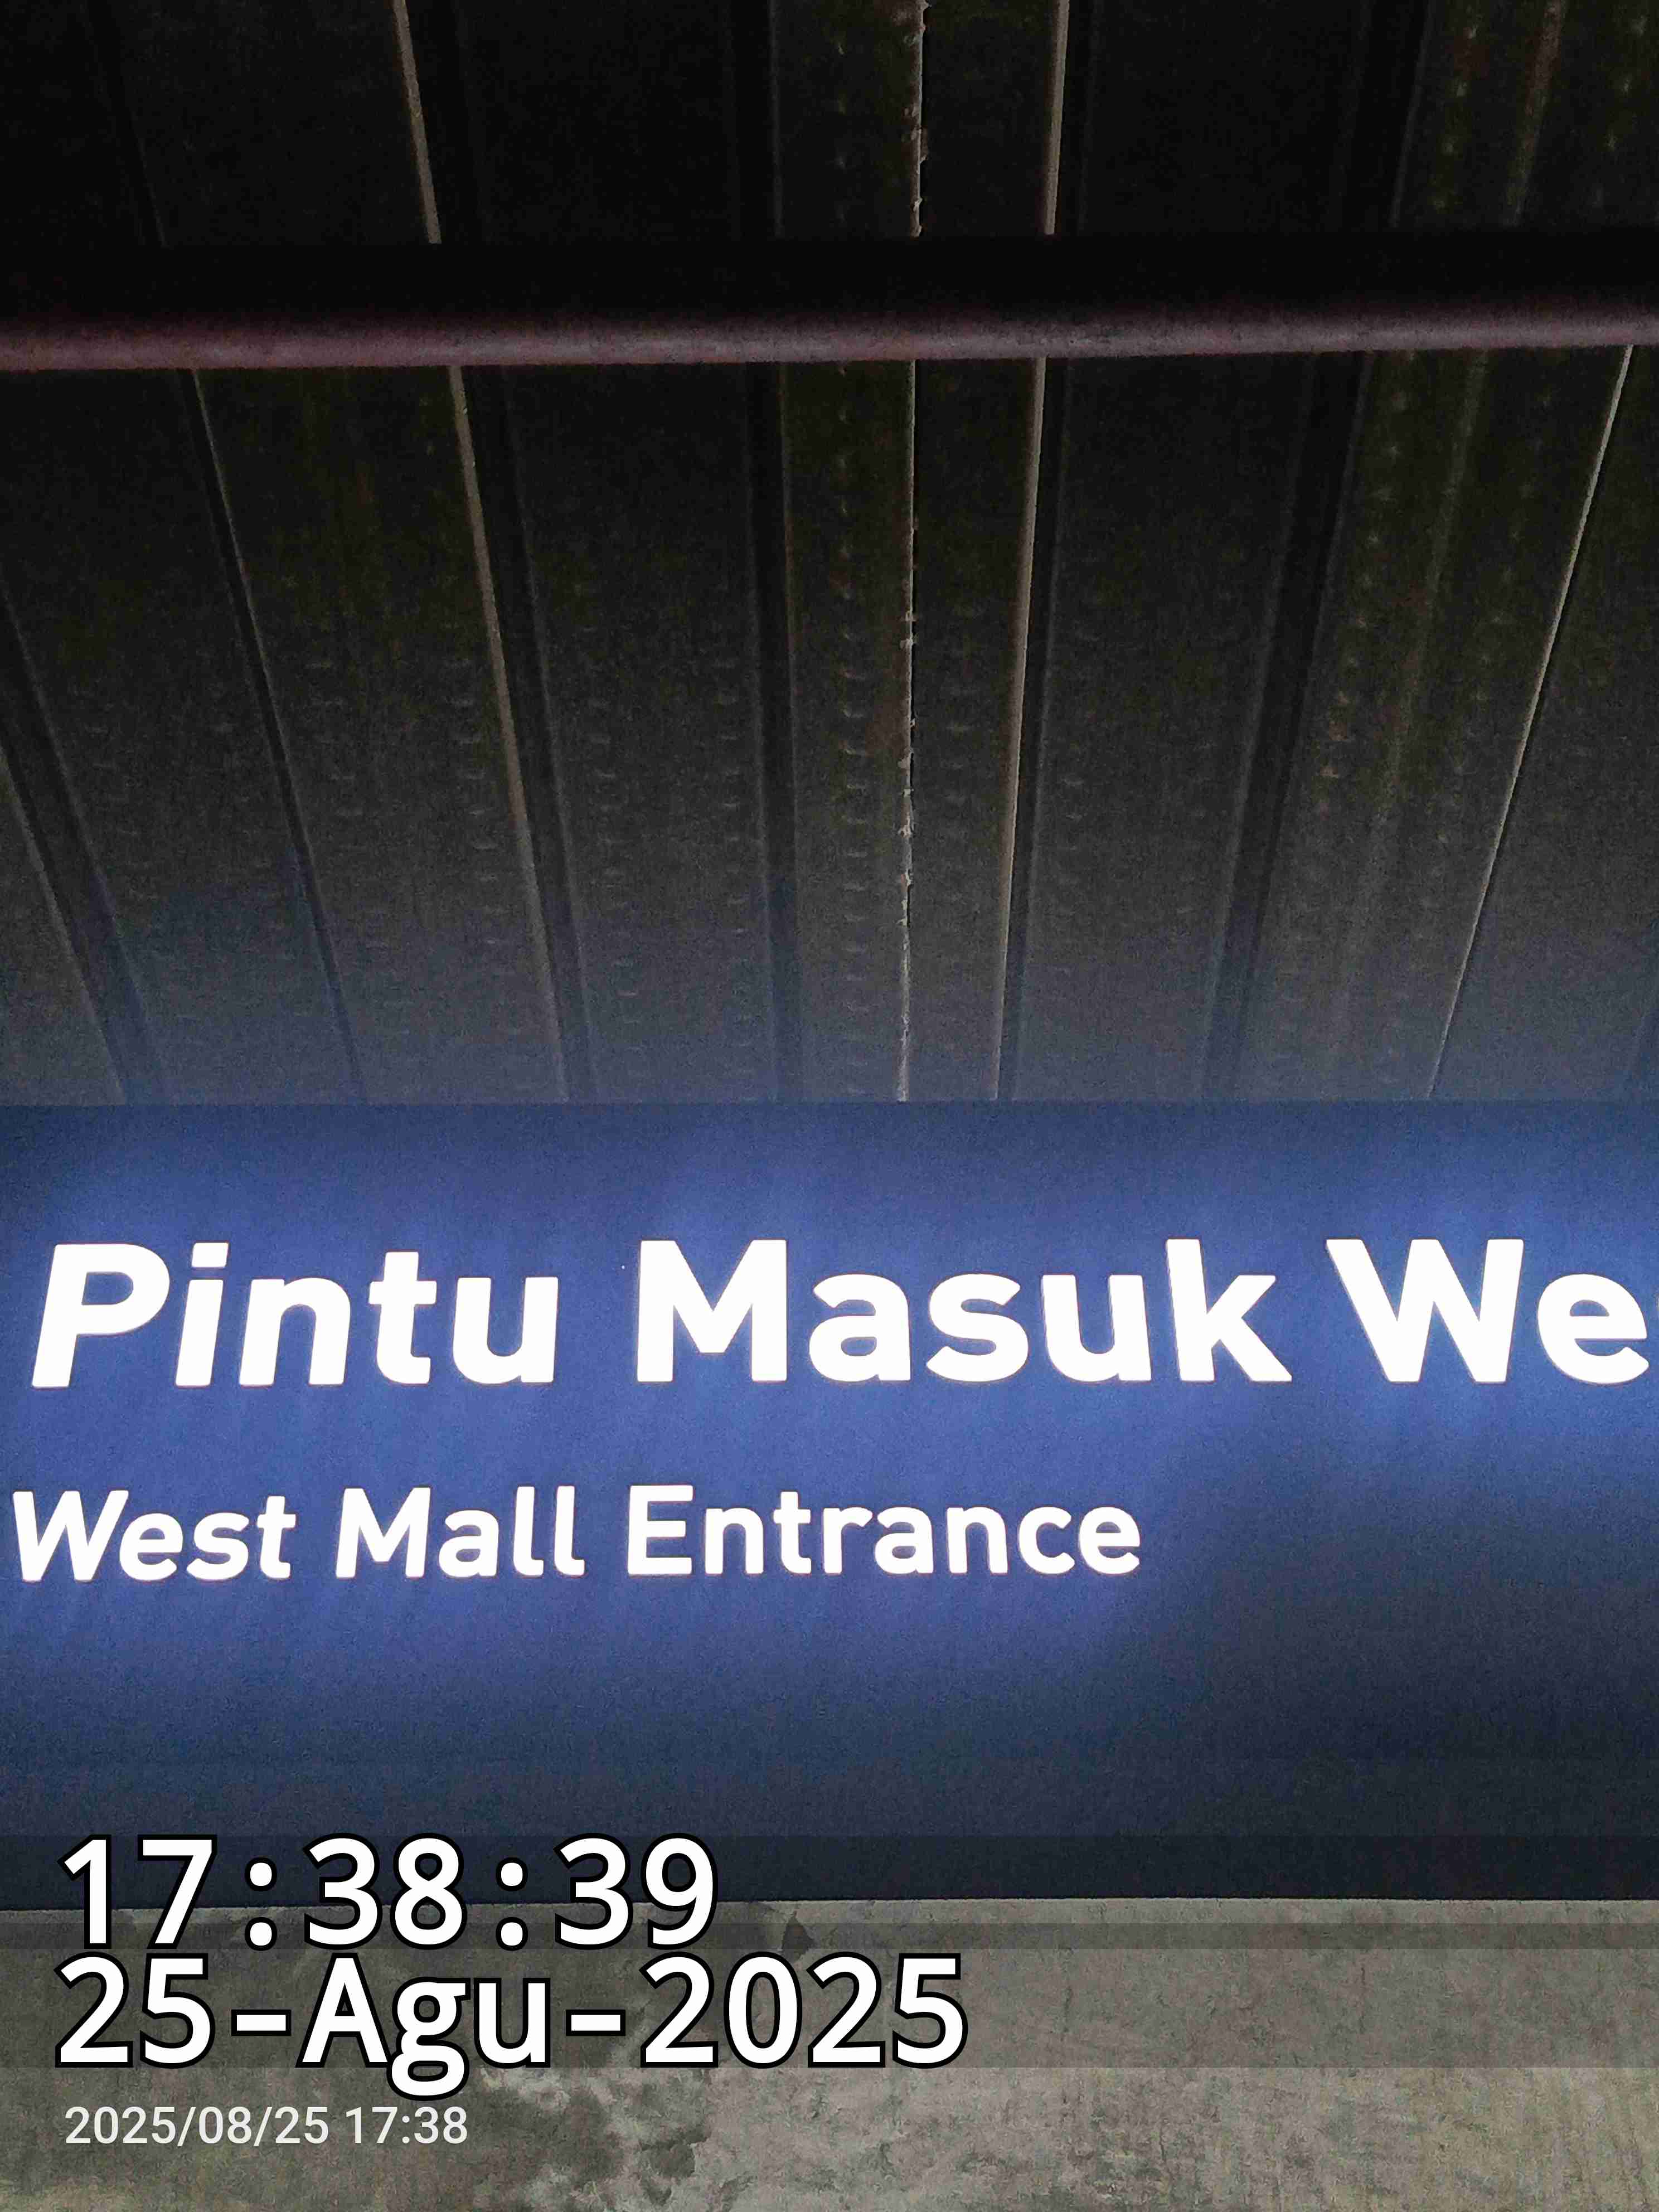 Pintu Masuk We
West Mall Entrance
17:38:39
25-Agu-2025
2025/08/25 17:38